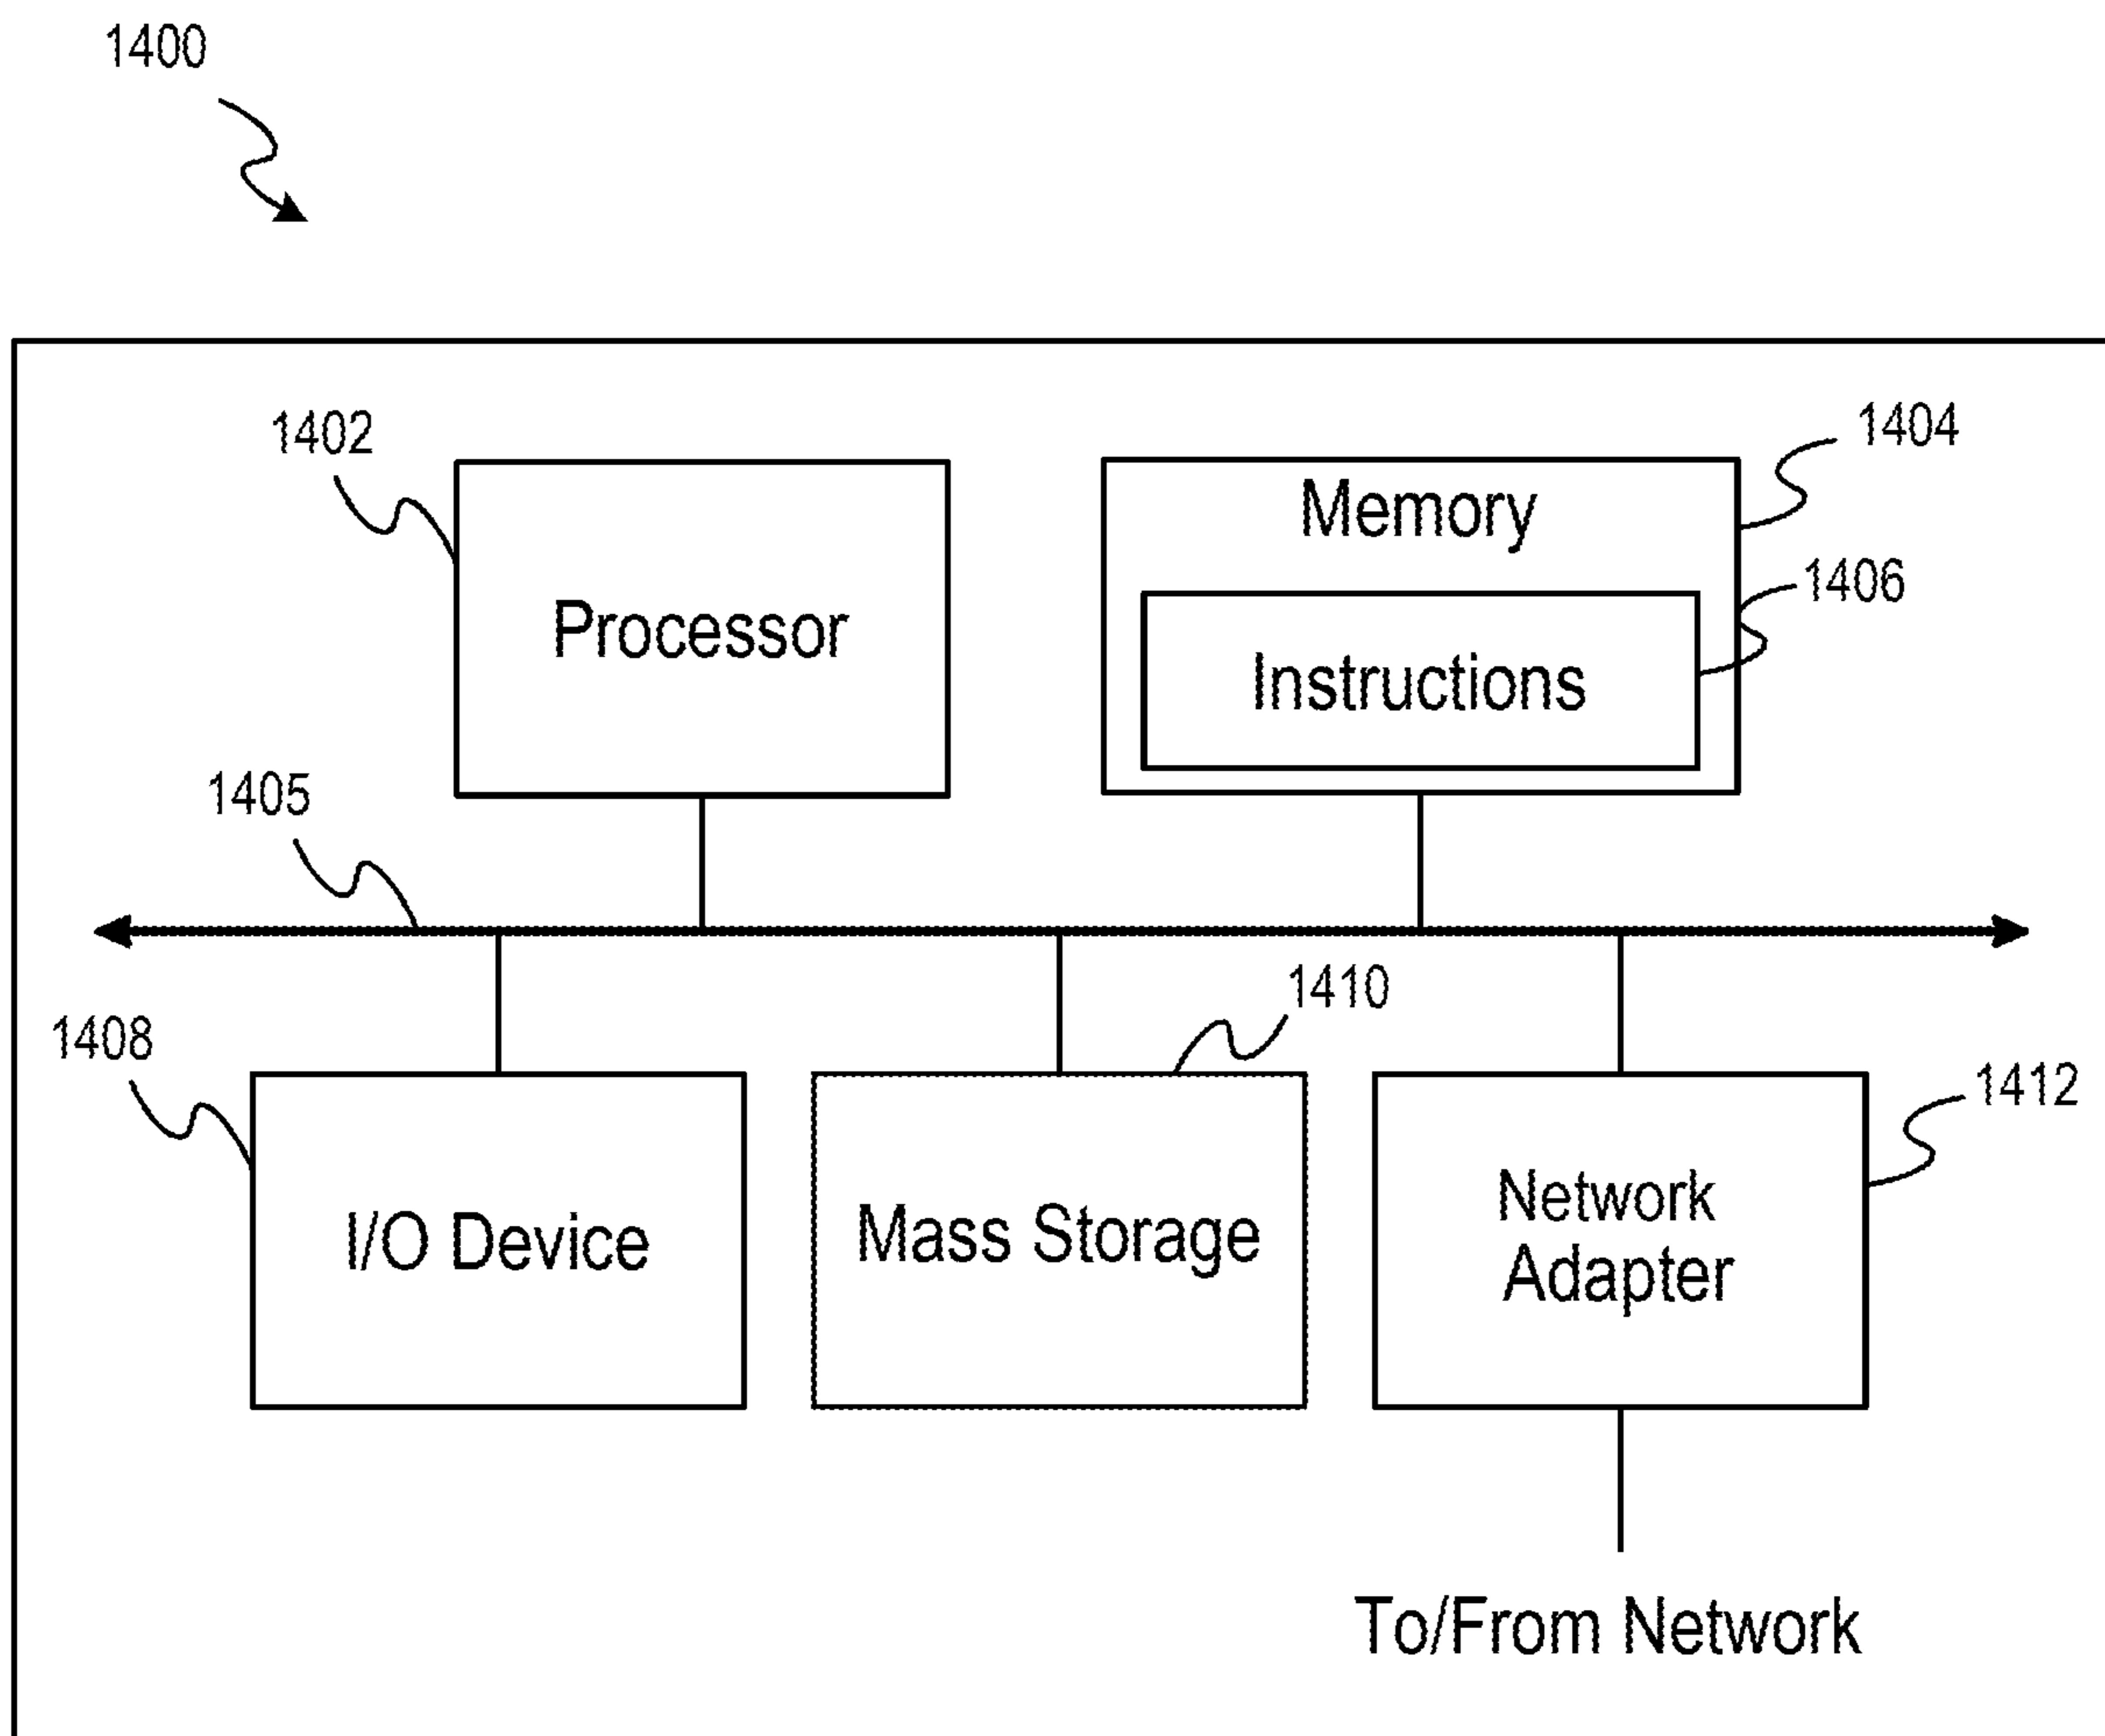 1400
1402
1404
Memory
1406
Processor
Instructions
1405
1410
1408
1412
I/O Device
Mass Storage
Network
Adapter
To/From Network